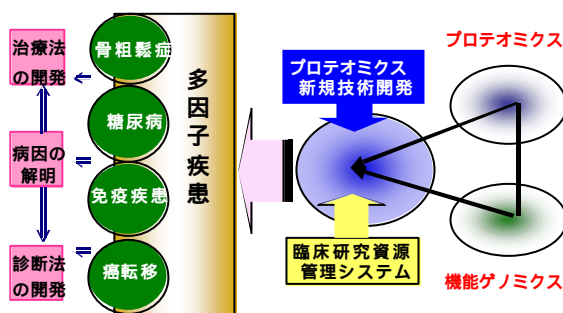 治療法
の開発
病因の
解明
診断法
の開発
骨粗鬆症
糖尿病
免疫疾患
癌転移
多因子疾患
プロテオミクス
新規技術開発
臨床研究資源
管理システム
プロテオミクス
機能ゲノミクス